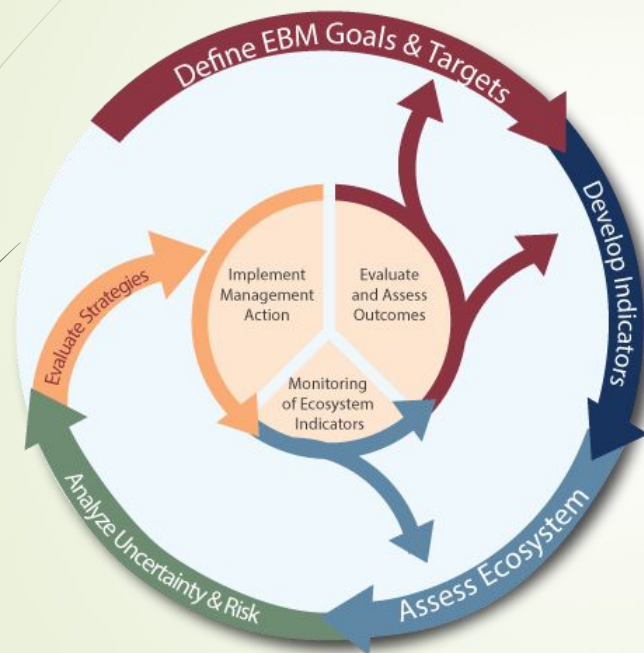 Define EBM Goals & Targets
Develop Indicators
Assess Ecosystem
Analyze Uncertainty & Risk
Evaluate Strategies
Implement
Management
Action
Evaluate
and Assess
Outcomes
Monitoring
of Ecosystem
Indicators